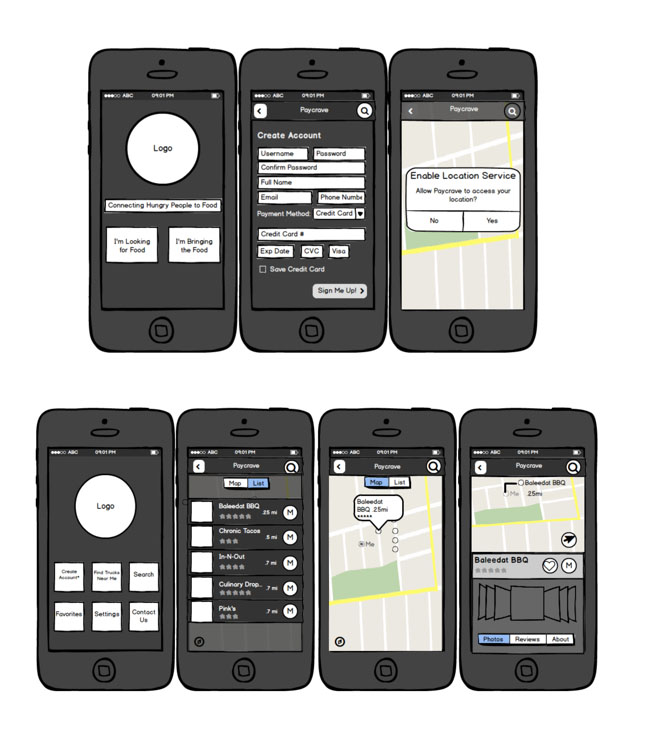 ABC 09:01 PM
Logo
Connecting Hungry People to Food
I'm Looking
for Food
I'm Bringing
the Food
ABC 09:01 PM
Paycrave
Create Account
Username
Password
Confirm Password
Full Name
Email
Phone Numbe
Payment Method:
Credit Card
Credit Card #
Exp Date
CVC
Visa
Save Credit Card
Sign Me Up!
ABC 09:01 PM
Paycrave
Enable Location Service
Allow Paycrave to access your
location?
No
Yes
ABC 09:01 PM
Logo
Create
Account*
Find Trucks
Near Me
Search
Favorites
Settings
Contact
Us
ABC 09:01 PM
Paycrave
Map
List
Baleedat BBQ
.25 mi
M
Chronic Tacos
.5 mi
M
In-N-Out
.7 mi
M
Culinary Drop..
.7 mi
M
Pink's
.7 mi
M
ABC 09:01 PM
Paycrave
Map
List
Baleedat
BBQ .25mi
Me
ABC 09:01 PM
Paycrave
Baleedat BBQ
Me
.25mi
Baleedat BBQ
M
Photos
Reviews
About